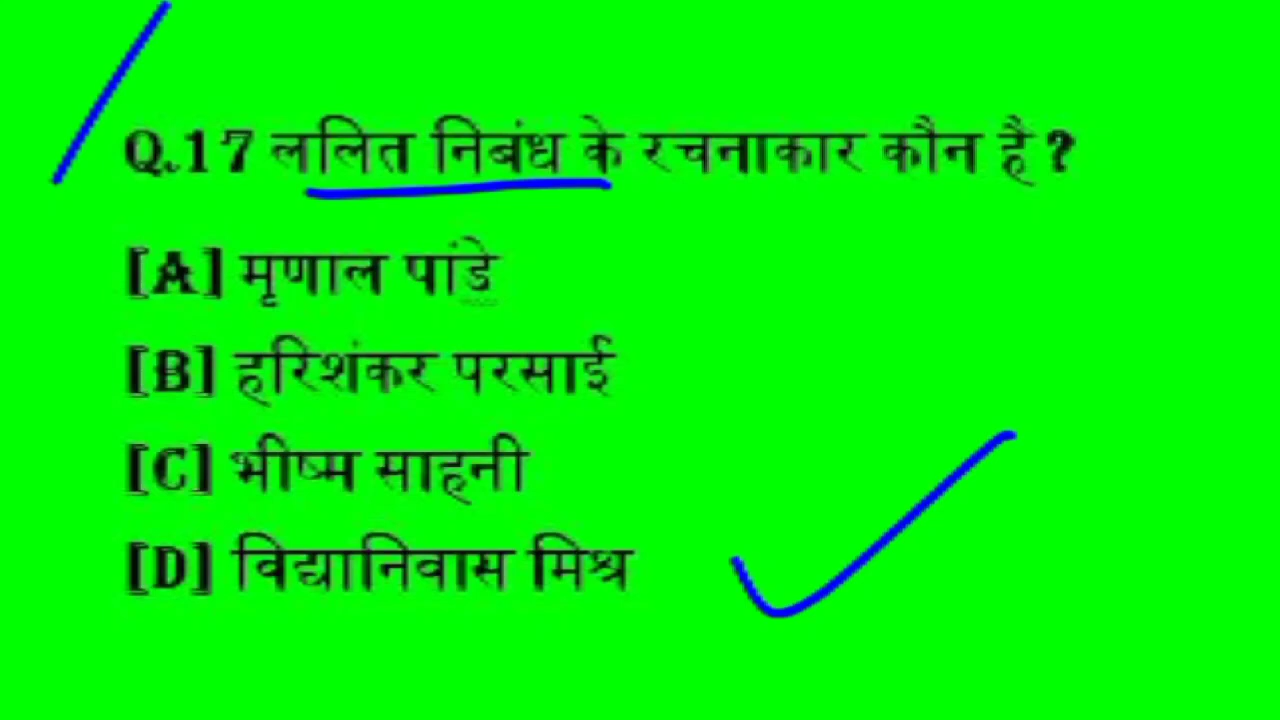 Q.17 ललित निबंध के रचनाकार कौन है ?
[A] मृणाल पांडे
[B] हरिशंकर परसाई
[C] भीष्म साहनी
[D] विद्यानिवास मिश्र